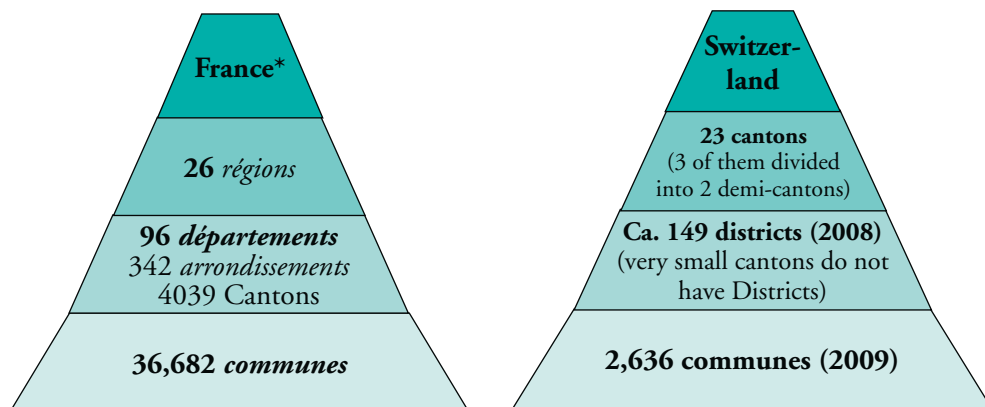 France*
26 régions
96 départements
342 arrondissements
4039 Cantons
36,682 communes
Switzer-
land
23 cantons
(3 of them divided
into 2 demi-cantons)
Ca. 149 districts (2008)
(very small cantons do not
have Districts)
2,636 communes (2009)